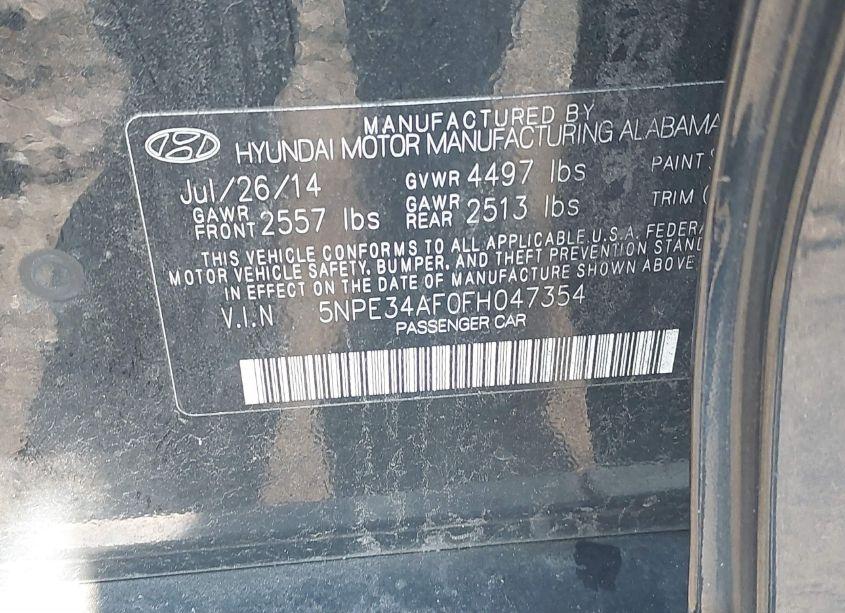 MANUFACTURED BY
HYUNDAI MOTOR MANUFACTURING ALABAMA
Jul/26/14 GVWR 4497 lbs PAINT
GAWR FRONT 2557 lbs GAWR REAR 2513 lbs TRIM
THIS VEHICLE CONFORMS TO ALL APPLICABLE U.S.A. FEDERA
MOTOR VEHICLE SAFETY, BUMPER, AND THEFT PREVENTION STAND
IN EFFECT ON THE DATE OF MANUFACTURE SHOWN ABOVE
V.I.N 5NPE34AF0FH047354
PASSENGER CAR